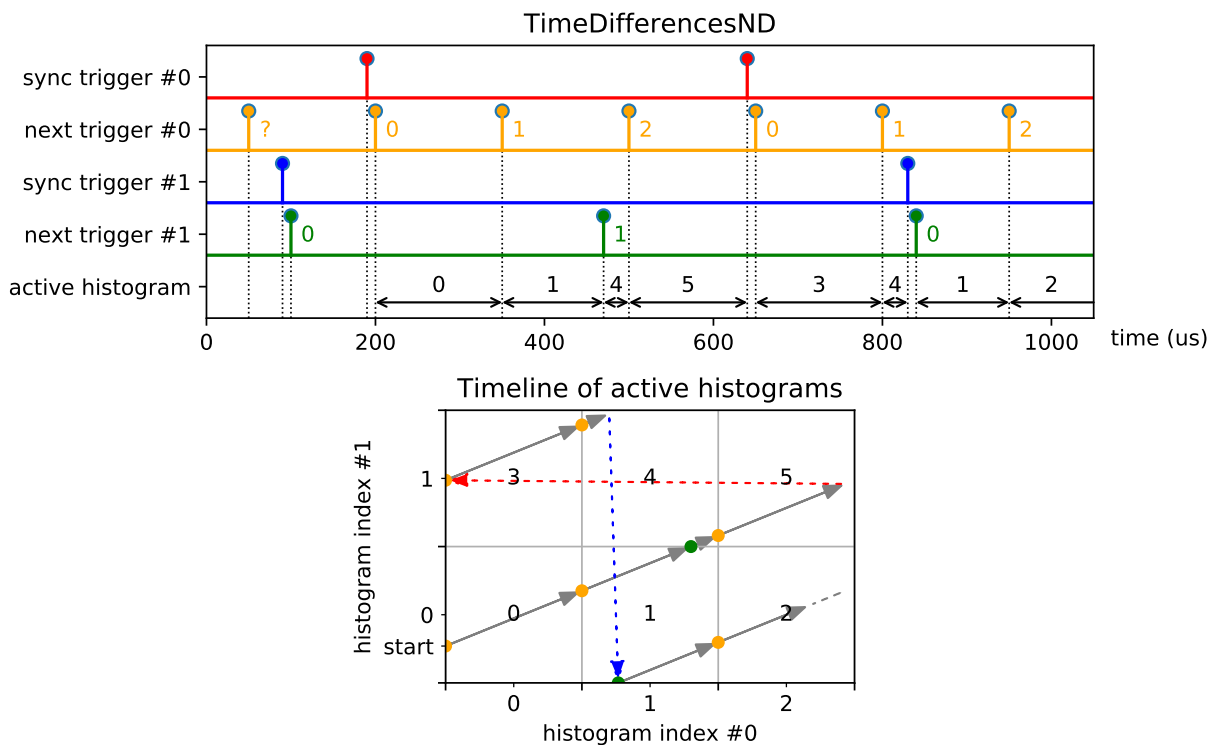 TimeDifferencesND
sync trigger #0
next trigger #0
? 0 1 2 0 1 2
sync trigger #1
next trigger #1
0 1 0
active histogram
0 1 4 5 3 4 1 2
0 200 400 600 800 1000
time (us)
Timeline of active histograms
histogram index #1
1
3 4 5
0
0 1 2
start
0 1 2
histogram index #0